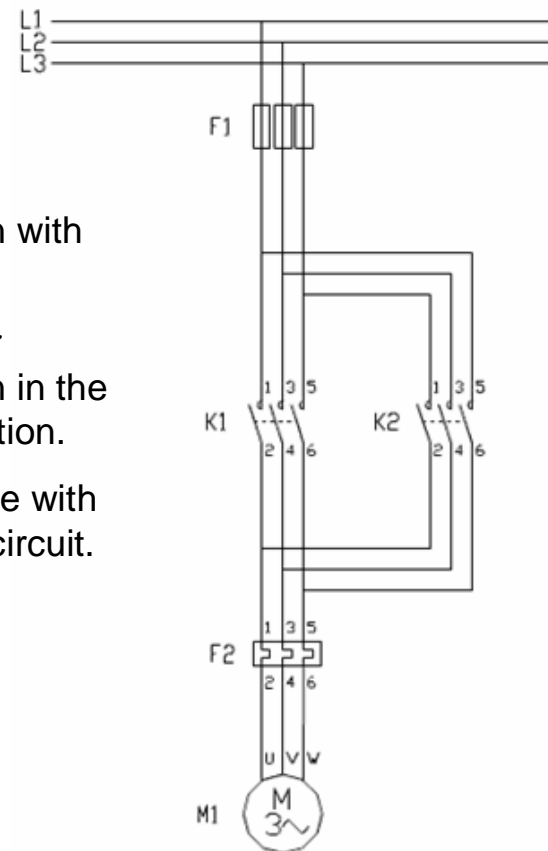 L1
L2
L3
F1
n with
n in the
tion.
e with
circuit.
1 3 5
1 3 5
K1
K2
2 4 6
2 4 6
1 3 5
F2
2 4 6
U V W
M1
M
3~